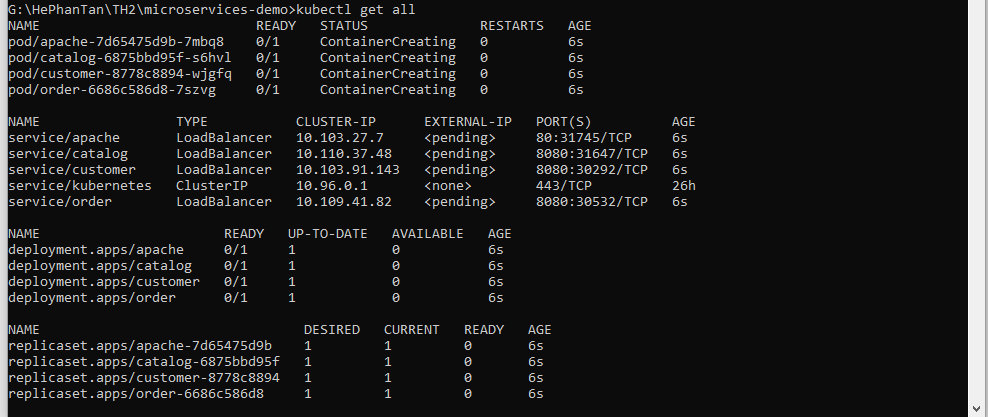 G:\HePhanTan\TH2\microservices-demo>kubectl get all
NAME READY STATUS RESTARTS AGE
pod/apache-7d65475d9b-7mbq8 0/1 ContainerCreating 0 6s
pod/catalog-6875bbd95f-s6hvl 0/1 ContainerCreating 0 6s
pod/customer-8778c8894-wjgfq 0/1 ContainerCreating 0 6s
pod/order-6686c586d8-7szvg 0/1 ContainerCreating 0 6s
NAME TYPE CLUSTER-IP EXTERNAL-IP PORT(S) AGE
service/apache LoadBalancer 10.103.27.7 <pending> 80:31745/TCP 6s
service/catalog LoadBalancer 10.110.37.48 <pending> 8080:31647/TCP 6s
service/customer LoadBalancer 10.103.91.143 <pending> 8080:30292/TCP 6s
service/kubernetes ClusterIP 10.96.0.1 <none> 443/TCP 26h
service/order LoadBalancer 10.109.41.82 <pending> 8080:30532/TCP 6s
NAME READY UP-TO-DATE AVAILABLE AGE
deployment.apps/apache 0/1 1 0 6s
deployment.apps/catalog 0/1 1 0 6s
deployment.apps/customer 0/1 1 0 6s
deployment.apps/order 0/1 1 0 6s
NAME DESIRED CURRENT READY AGE
replicaset.apps/apache-7d65475d9b 1 1 0 6s
replicaset.apps/catalog-6875bbd95f 1 1 0 6s
replicaset.apps/customer-8778c8894 1 1 0 6s
replicaset.apps/order-6686c586d8 1 1 0 6s